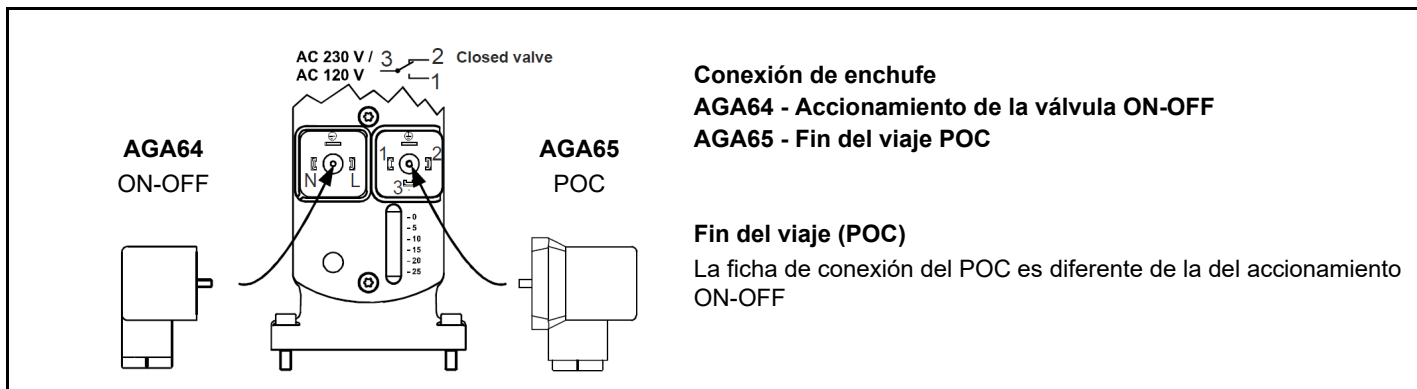 AC 230 V / 3 2 Closed valve
AC 120 V 1
AGA64
ON-OFF
N L
1 2
3
-0
-5
-10
-15
-20
-25
AGA65
POC
Conexión de enchufe
AGA64 - Accionamiento de la válvula ON-OFF
AGA65 - Fin del viaje POC
Fin del viaje (POC)
La ficha de conexión del POC es diferente de la del accionamiento
ON-OFF